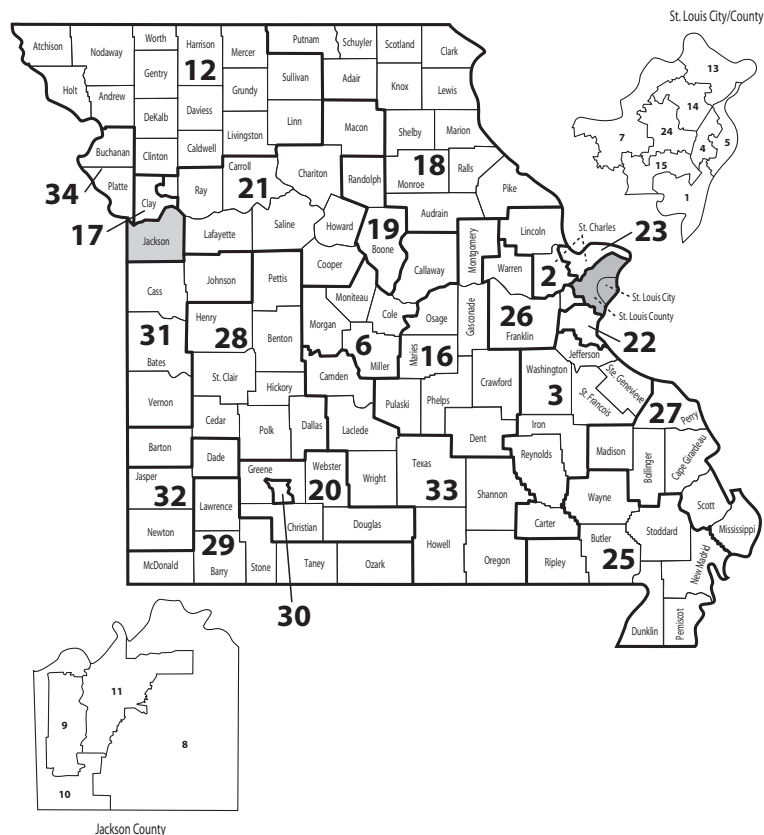 St. Louis City/County
13
14
7
24
4
5
15
1
Atchison
Nodaway
Worth
Harrison
Mercer
Putnam
Schuyler
Scotland
Clark
Gentry
12
Sullivan
Adair
Knox
Lewis
Holt
Andrew
Grundy
DeKalb
Daviess
Linn
Macon
Shelby
Marion
Livingston
Buchanan
Clinton
Caldwell
Carroll
Chariton
Randolph
18
Ralls
34
Platte
Ray
21
Monroe
Pike
Clay
Audrain
17
Howard
19
Lincoln
St. Charles
23
Jackson
Lafayette
Saline
Boone
Montgomery
Callaway
Warren
2
Cooper
Johnson
Pettis
Cass
Moniteau
Cole
Osage
Gasconade
26
Franklin
St. Louis City
St. Louis County
22
31
Henry
28
Benton
Morgan
6
Miller
Maries
16
Jefferson
Bates
St. Clair
Hickory
Camden
Crawford
Washington
3
Ste. Genevieve
St. Francois
Vernon
Pulaski
Phelps
27
Perry
Cedar
Polk
Dallas
Laclede
Dent
Iron
Barton
Dade
Reynolds
Madison
Bollinger
Cape Girardeau
Jasper
32
Greene
Webster
20
Wright
Texas
33
Shannon
Wayne
Lawrence
Scott
Newton
29
Christian
Douglas
Carter
Butler
25
Stoddard
Mississippi
McDonald
Barry
Stone
Taney
Ozark
Howell
Oregon
Ripley
New Madrid
30
Dunklin
Pemiscot
11
9
8
10
Jackson County